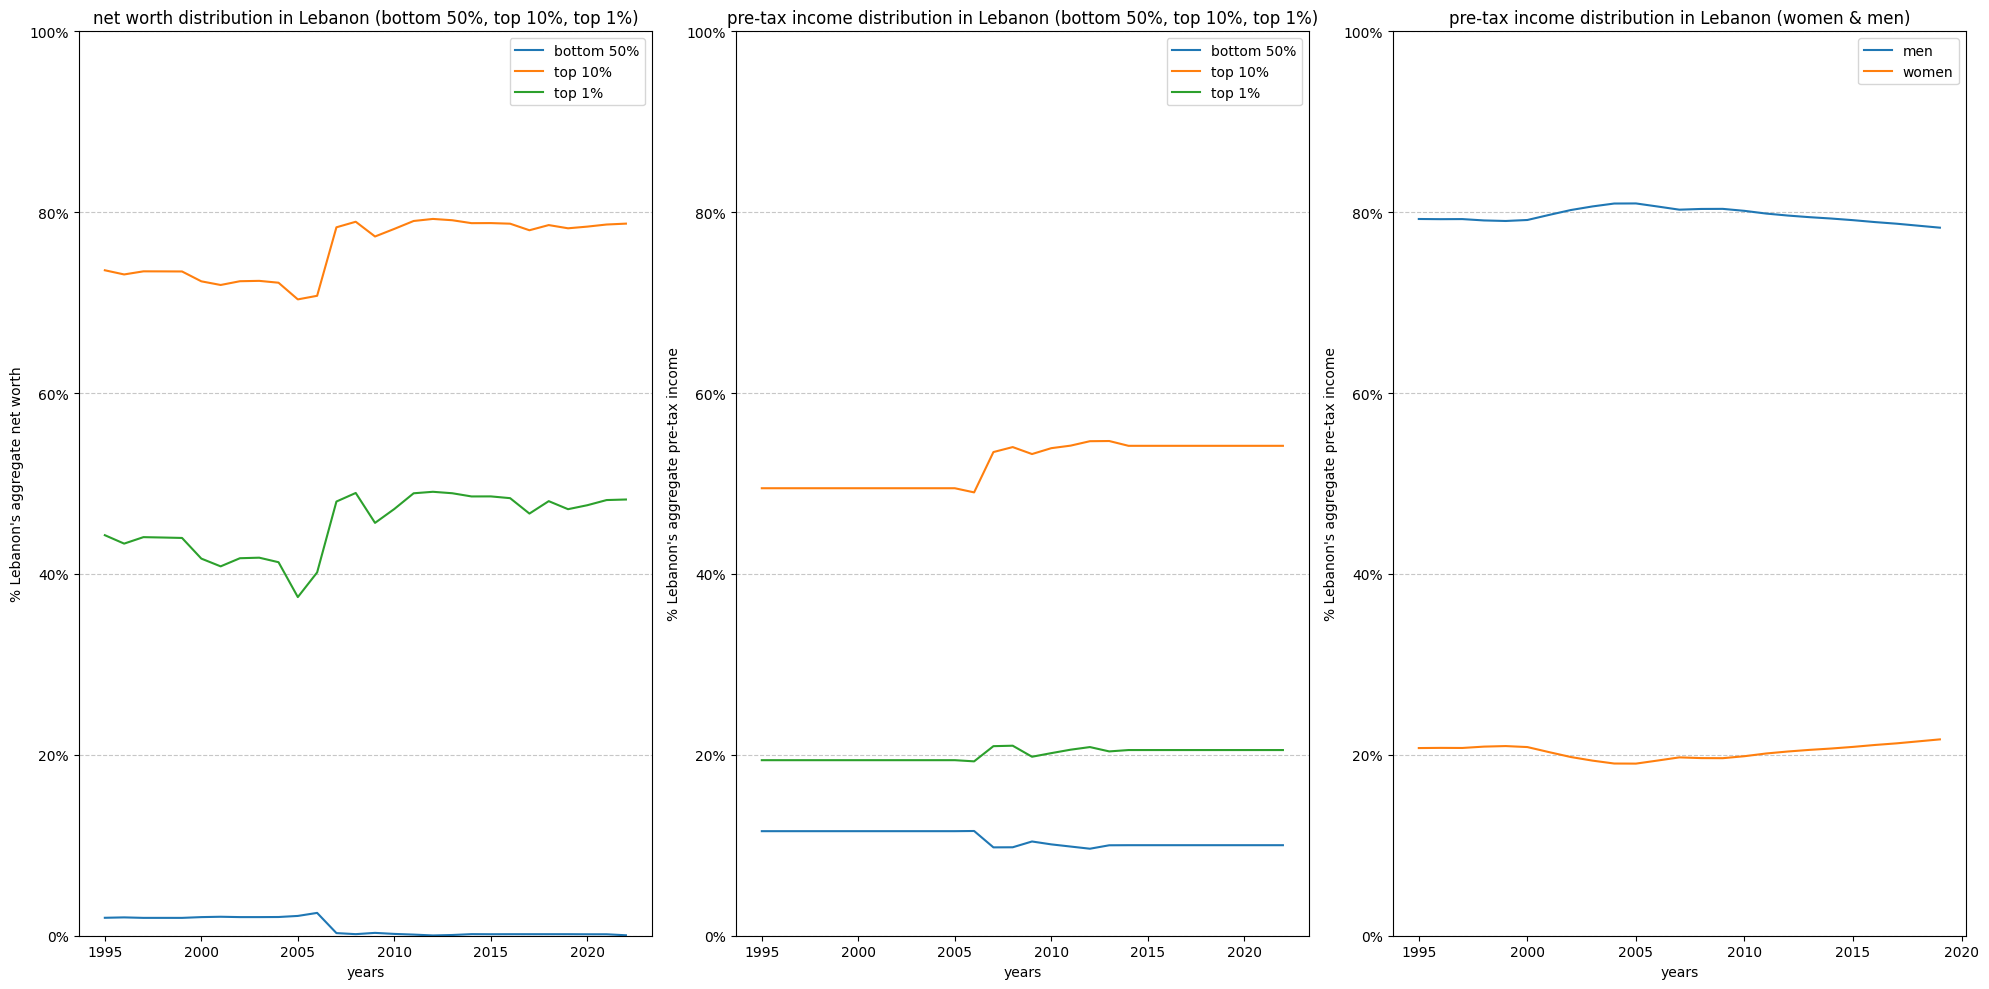 net worth distribution in Lebanon (bottom 50%, top 10%, top 1%)
100%
80%
60%
40%
20%
0%
% Lebanon's aggregate net worth
bottom 50%
top 10%
top 1%
1995
2000
2005
2010
2015
2020
years
pre-tax income distribution in Lebanon (bottom 50%, top 10%, top 1%)
100%
80%
60%
40%
20%
0%
% Lebanon's aggregate pre-tax income
bottom 50%
top 10%
top 1%
1995
2000
2005
2010
2015
2020
years
pre-tax income distribution in Lebanon (women & men)
100%
80%
60%
40%
20%
0%
% Lebanon's aggregate pre-tax income
men
women
1995
2000
2005
2010
2015
2020
years